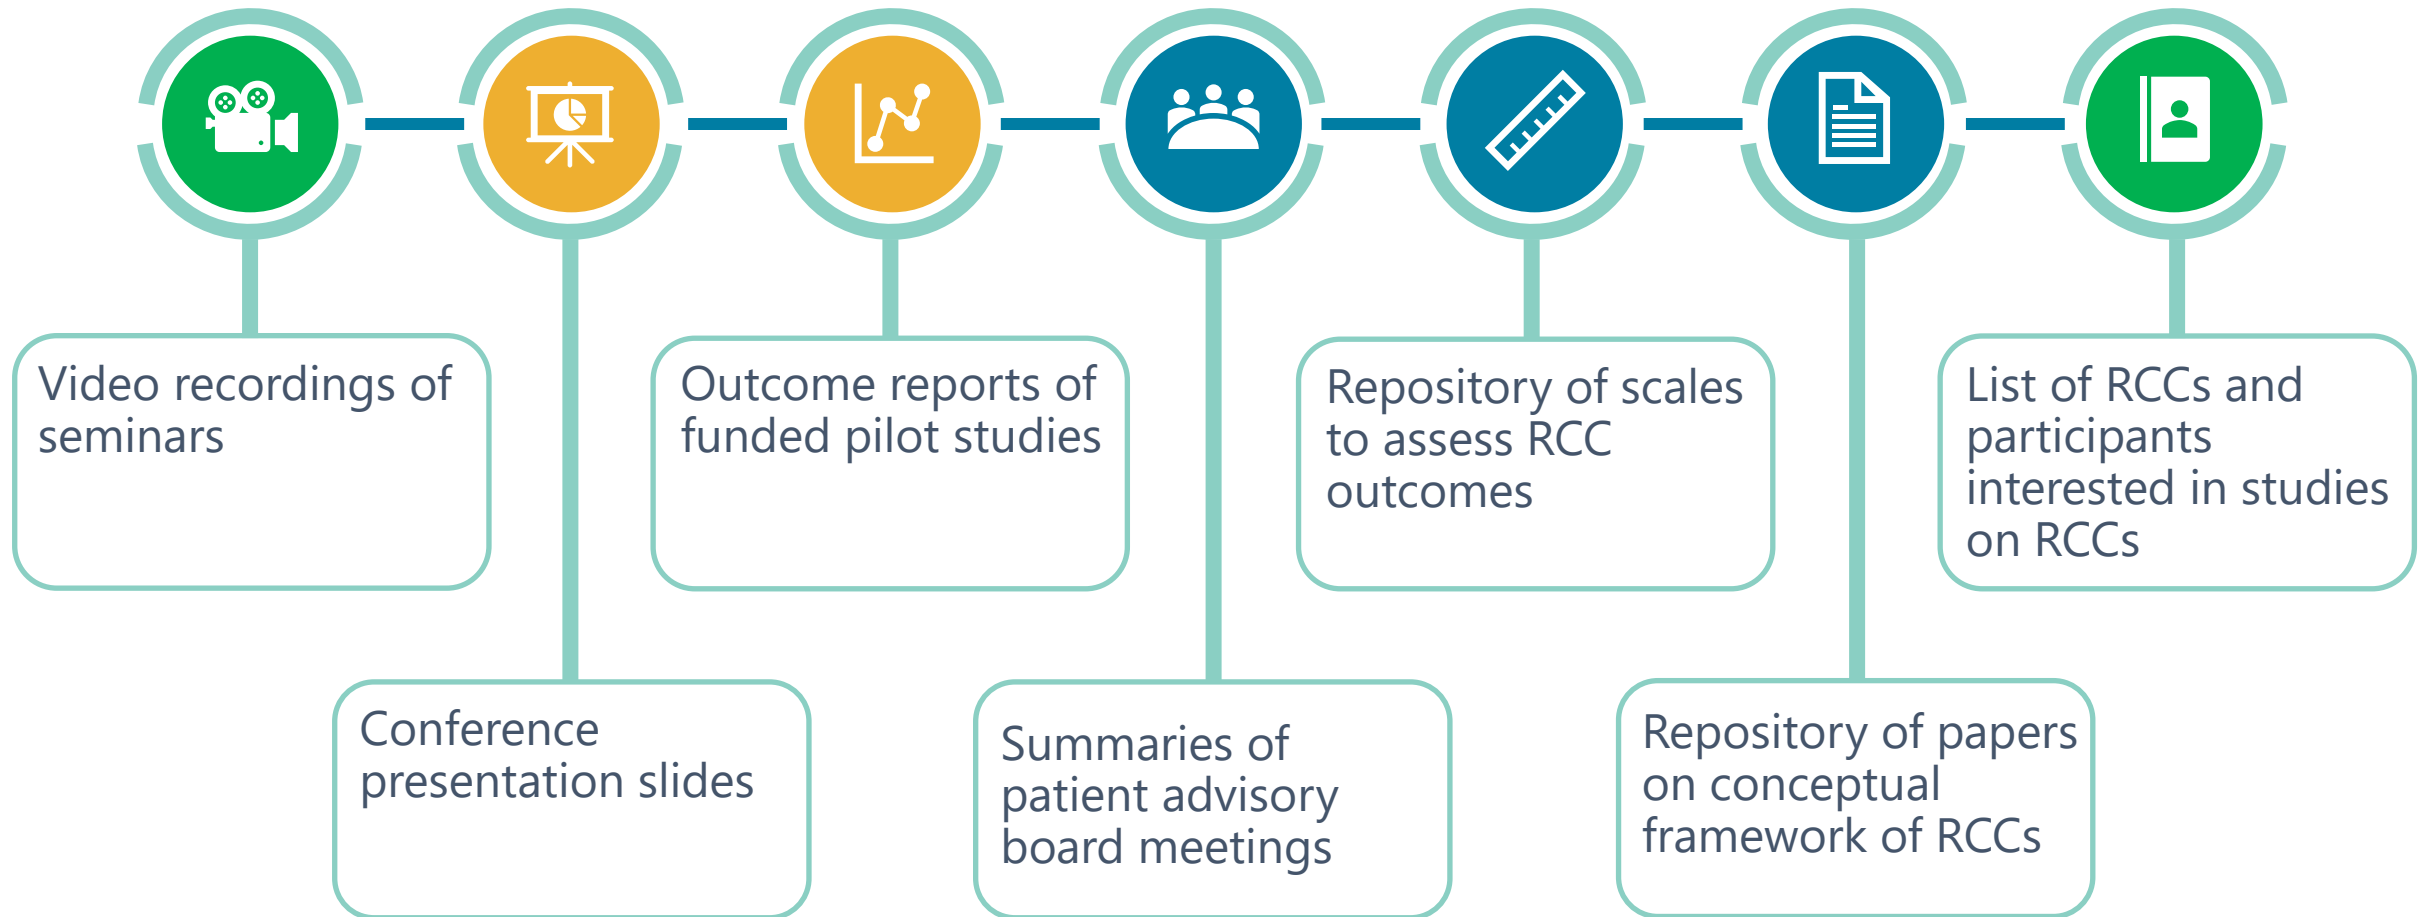 Video recordings of
seminars
Conference
presentation slides
Outcome reports of
funded pilot studies
Summaries of
patient advisory
board meetings
Repository of scales
to assess RCC
outcomes
Repository of papers
on conceptual
framework of RCCs
List of RCCs and
participants
interested in studies
on RCCs